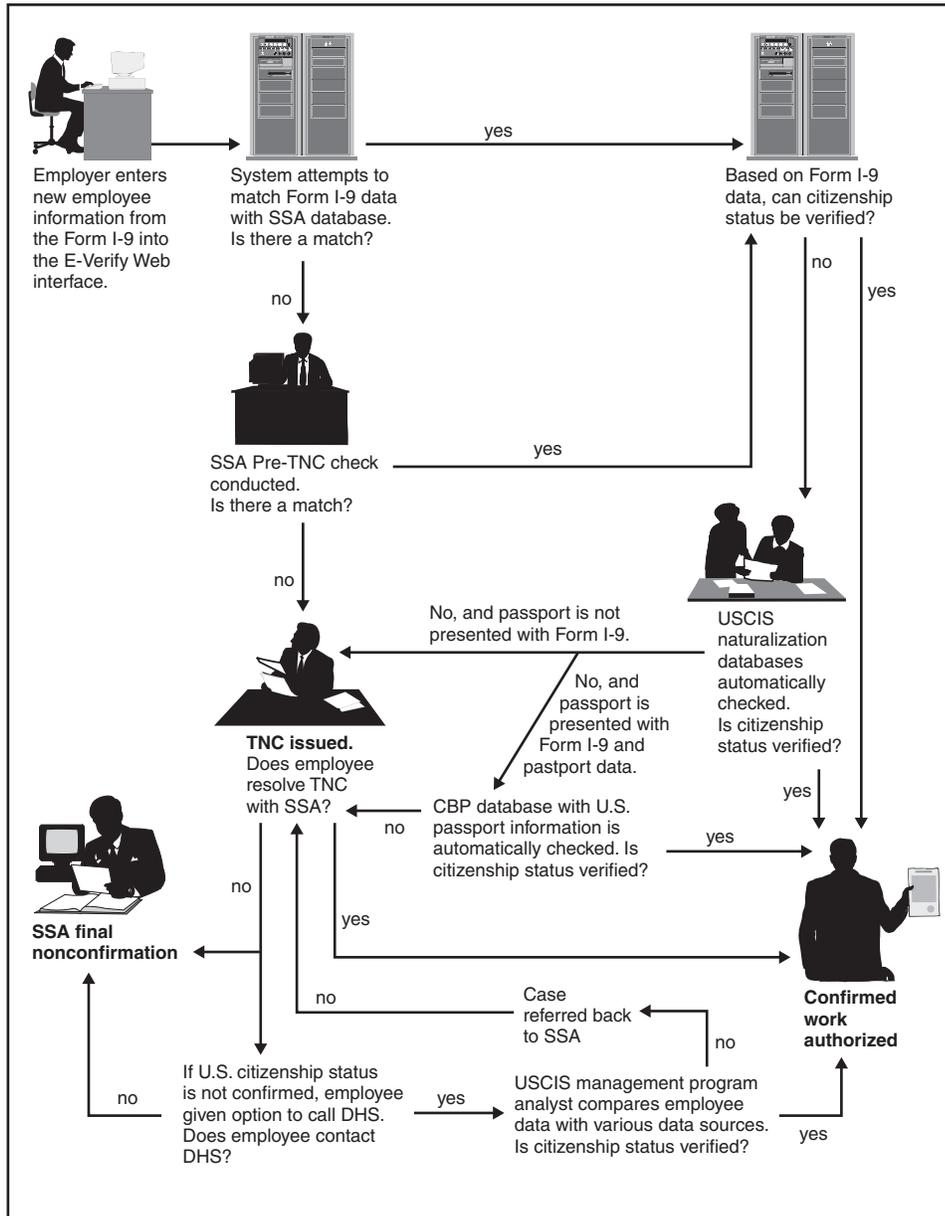 yes
Employer enters
new employee
information from
the Form I-9 into
the E-Verify Web
interface.
System attempts to
match Form I-9 data
with SSA database.
Is there a match?
Based on Form I-9
data, can citizenship
status be verified?
no
no
yes
SSA Pre-TNC check
conducted.
Is there a match?
yes
no
No, and passport is not
presented with Form I-9.
USCIS
naturalization
databases
automatically
checked.
Is citizenship
status verified?
No, and
passport is
presented with
Form I-9 and
pastport data.
TNC issued.
Does employee
resolve TNC
with SSA?
yes
no
CBP database with U.S.
passport information is
automatically checked. Is
citizenship status verified?
yes
no
yes
SSA final
nonconfirmation
Confirmed
work
authorized
no
Case
referred back
to SSA
no
If U.S. citizenship status
is not confirmed, employee
given option to call DHS.
Does employee contact
DHS?
no
yes
USCIS management program
analyst compares employee
data with various data sources.
Is citizenship status verified?
yes